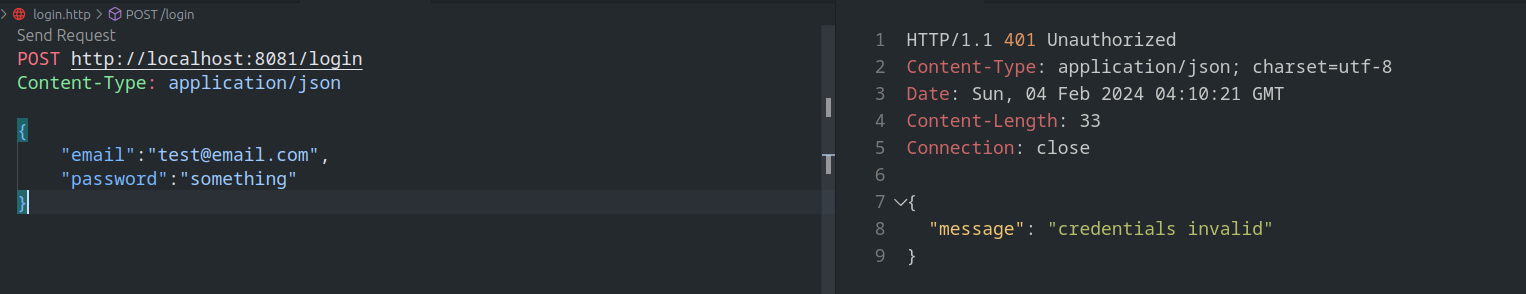 login.http > POST /login
Send Request
POST http://localhost:8081/login
Content-Type: application/json
{
"email":"test@email.com",
"password":"something"
}
1 HTTP/1.1 401 Unauthorized
2 Content-Type: application/json; charset=utf-8
3 Date: Sun, 04 Feb 2024 04:10:21 GMT
4 Content-Length: 33
5 Connection: close
6
7 {
8 "message": "credentials invalid"
9 }